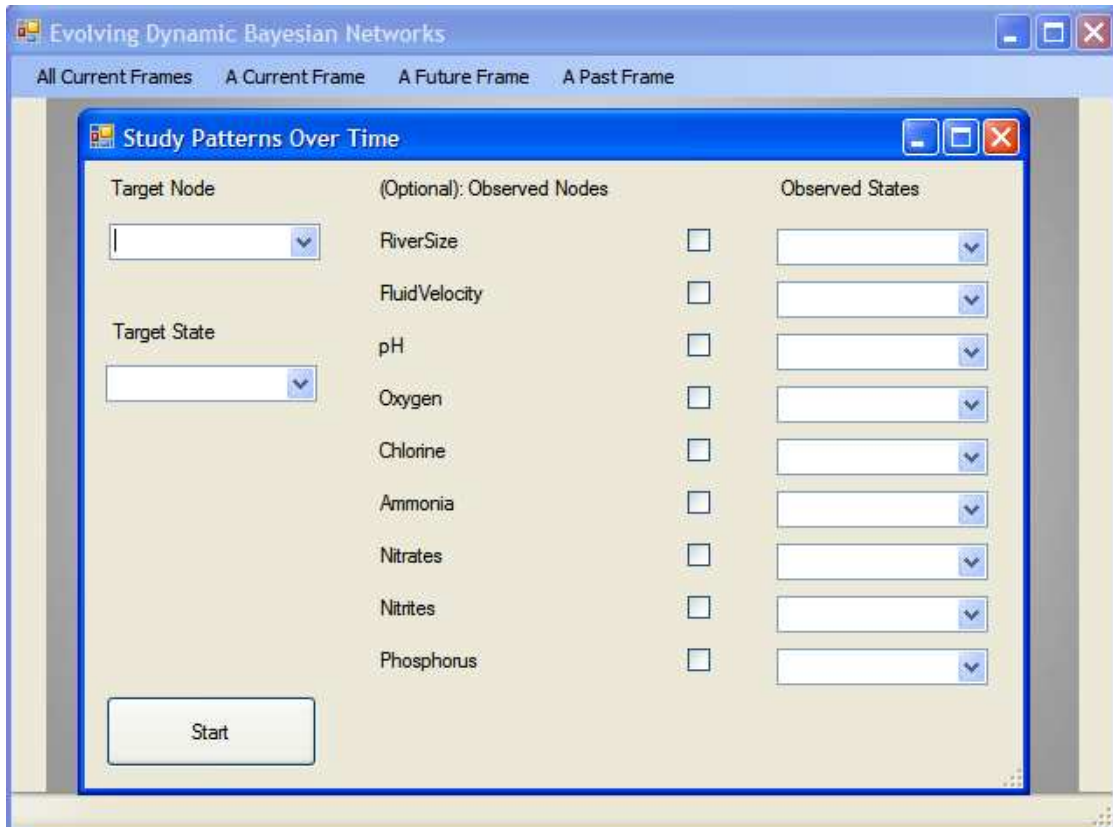 Evolving Dynamic Bayesian Networks
All Current Frames A Current Frame A Future Frame A Past Frame
Study Patterns Over Time
Target Node (Optional): Observed Nodes Observed States
RiverSize
FluidVelocity
Target State
pH
Oxygen
Chlorine
Ammonia
Nitrates
Nitrites
Phosphorus
Start